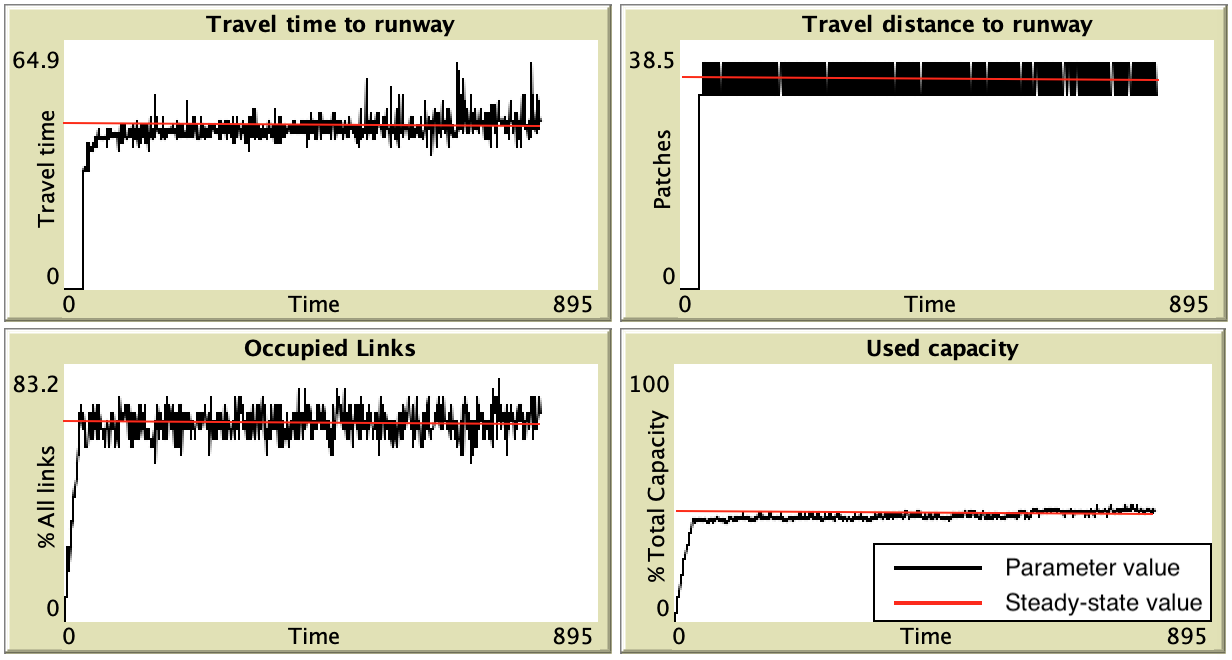 Travel time to runway
64.9
Travel time
0
0
Time
895
Travel distance to runway
38.5
Patches
0
0
Time
895
Occupied Links
83.2
% All links
0
0
Time
895
Used capacity
100
% Total Capacity
0
0
Time
895
Parameter value
Steady-state value